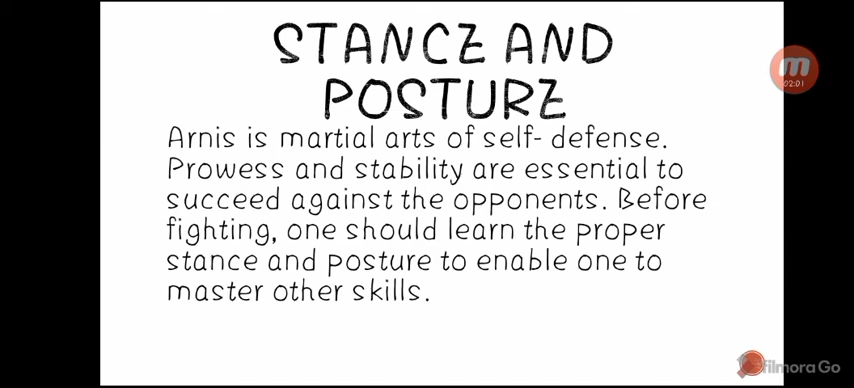 STANCE AND
POSTURE
Arnis is martial arts of self- defense.
Prowess and stability are essential to
succeed against the opponents. Before
fighting, one should learn the proper
stance and posture to enable one to
master other skills.
02:01
filmora Go